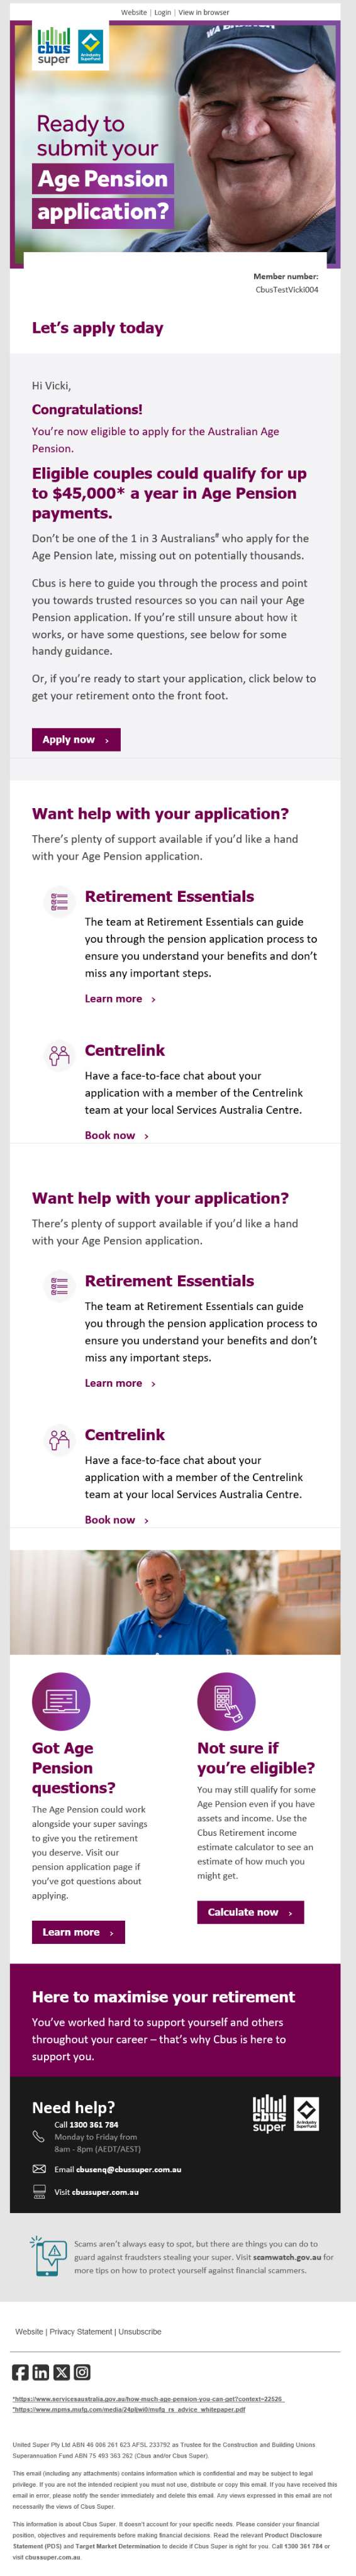 Website | Login | View in browser
WA
cbus
super
An Industry
SuperFund
Ready to
submit your
Age Pension
application?
Member number:
CbusTestVicki004
Let's apply today
Hi Vicki,
Congratulations!
You're now eligible to apply for the Australian Age
Pension.
Eligible couples could qualify for up
to $45,000* a year in Age Pension
payments.
Don't be one of the 1 in 3 Australians# who apply for the
Age Pension late, missing out on potentially thousands.
Cbus is here to guide you through the process and point
you towards trusted resources so you can nail your Age
Pension application. If you're still unsure about how it
works, or have some questions, see below for some
handy guidance.
Or, if you're ready to start your application, click below to
get your retirement onto the front foot.
Apply now ›
Want help with your application?
There's plenty of support available if you'd like a hand
with your Age Pension application.
Retirement Essentials
The team at Retirement Essentials can guide
you through the pension application process to
ensure you understand your benefits and don't
miss any important steps.
Learn more ›
Centrelink
Have a face-to-face chat about your
application with a member of the Centrelink
team at your local Services Australia Centre.
Book now ›
Want help with your application?
There's plenty of support available if you'd like a hand
with your Age Pension application.
Retirement Essentials
The team at Retirement Essentials can guide
you through the pension application process to
ensure you understand your benefits and don't
miss any important steps.
Learn more ›
Centrelink
Have a face-to-face chat about your
application with a member of the Centrelink
team at your local Services Australia Centre.
Book now ›
Got Age
Pension
questions?
The Age Pension could work
alongside your super savings
to give you the retirement
you deserve. Visit our
pension application page if
you've got questions about
applying.
Learn more ›
Not sure if
you're eligible?
You may still qualify for some
Age Pension even if you have
assets and income. Use the
Cbus Retirement income
estimate calculator to see an
estimate of how much you
might get.
Calculate now ›
Here to maximise your retirement
You've worked hard to support yourself and others
throughout your career – that's why Cbus is here to
support you.
Need help?
Call 1300 361 784
Monday to Friday from
8am - 8pm (AEDT/AEST)
Email cbusenq@cbussuper.com.au
Visit cbussuper.com.au
cbus
super
An Industry
SuperFund
Scams aren't always easy to spot, but there are things you can do to
guard against fraudsters stealing your super. Visit scamwatch.gov.au for
more tips on how to protect yourself against financial scammers.
Website | Privacy Statement | Unsubscribe
*https://www.servicesaustralia.gov.au/how-much-age-pension-you-can-get?context=22526
United Super Pty Ltd ABN 46 006 261 623 AFSL 233792 as Trustee for the Construction and Building Unions
Superannuation Fund ABN 75 493 363 262 (Cbus and/or Cbus Super).
This email (including any attachments) contains information which is confidential and may be subject to legal
privilege. If you are not the intended recipient you must not use, distribute or copy this email. If you have received this
email in error, please notify the sender immediately and delete this email. Any views expressed in this email are not
necessarily the views of Cbus Super.
This information is about Cbus Super. It doesn't account for your specific needs. Please consider your financial
position, objectives and requirements before making financial decisions. Read the relevant Product Disclosure
Statement (PDS) and Target Market Determination to decide if Cbus Super is right for you. Call 1300 361 784 or
visit cbussuper.com.au.